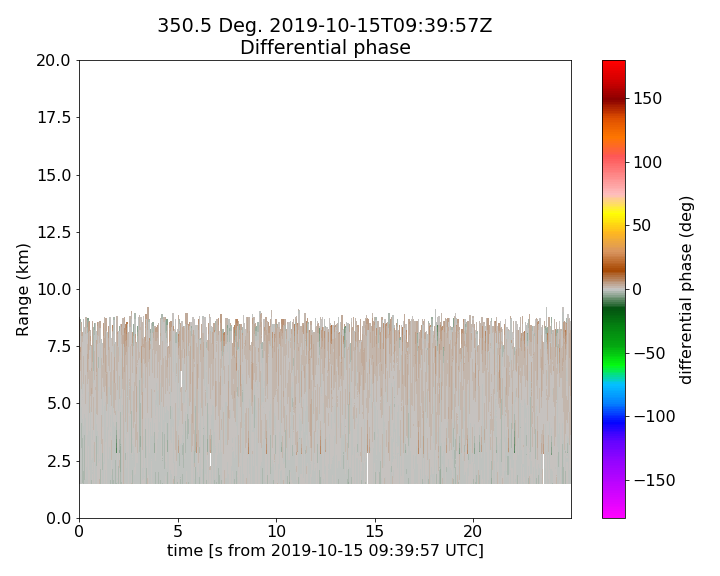 350.5 Deg. 2019-10-15T09:39:57Z
Differential phase
20.0
17.5
15.0
12.5
10.0
7.5
5.0
2.5
0.0
Range (km)
0 5 10 15 20
time [s from 2019-10-15 09:39:57 UTC]
150
100
50
0
−50
−100
−150
differential phase (deg)